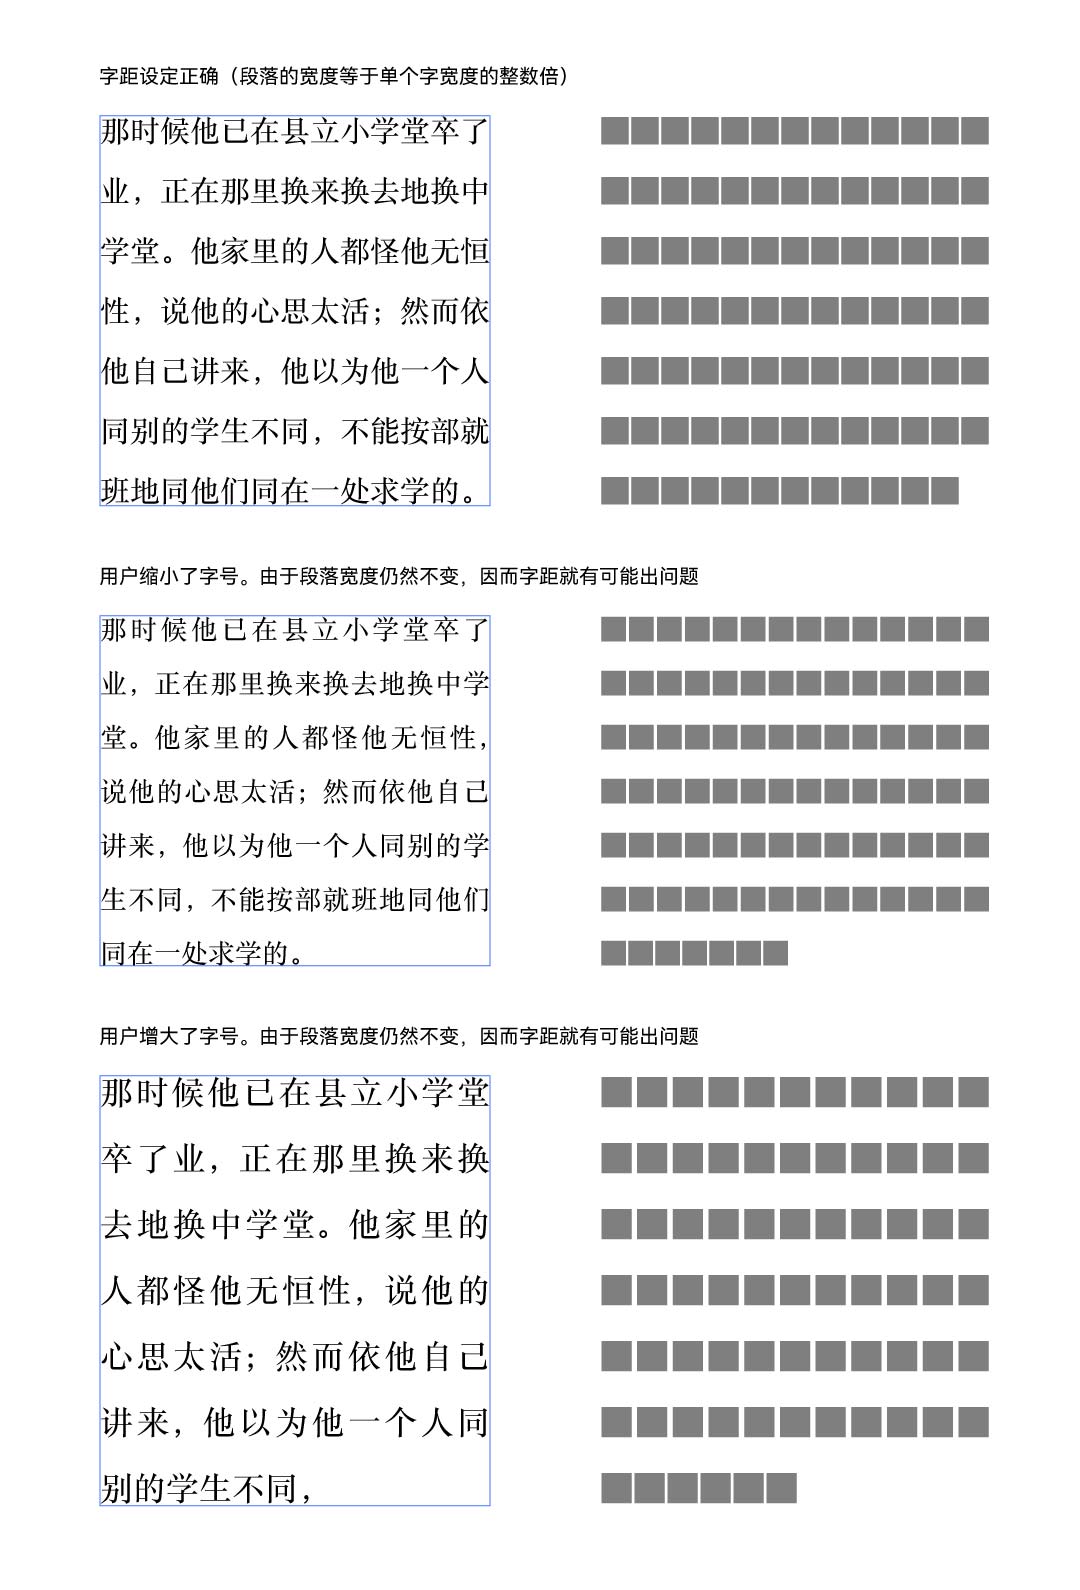 字距设定正确（段落的宽度等于单个字宽度的整数倍）
那时候他已在县立小学堂卒了
业，正在那里换来换去地换中
学堂。他家里的人都怪他无恒
性，说他的心思太活；然而依
他自己讲来，他以为他一个人
同别的学生不同，不能按部就
班地同他们同在一处求学的。
用户缩小了字号。由于段落宽度仍然不变，因而字距就有可能出问题
那时候他已在县立小学堂卒了
业，正在那里换来换去地换中学
堂。他家里的人都怪他无恒性，
说他的心思太活；然而依他自己
讲来，他以为他一个人同别的学
生不同，不能按部就班地同他们
同在一处求学的。
用户增大了字号。由于段落宽度仍然不变，因而字距就有可能出问题
那时候他已在县立小学堂
卒了业，正在那里换来换
去地换中学堂。他家里的
人都怪他无恒性，说他的
心思太活；然而依他自己
讲来，他以为他一个人同
别的学生不同，